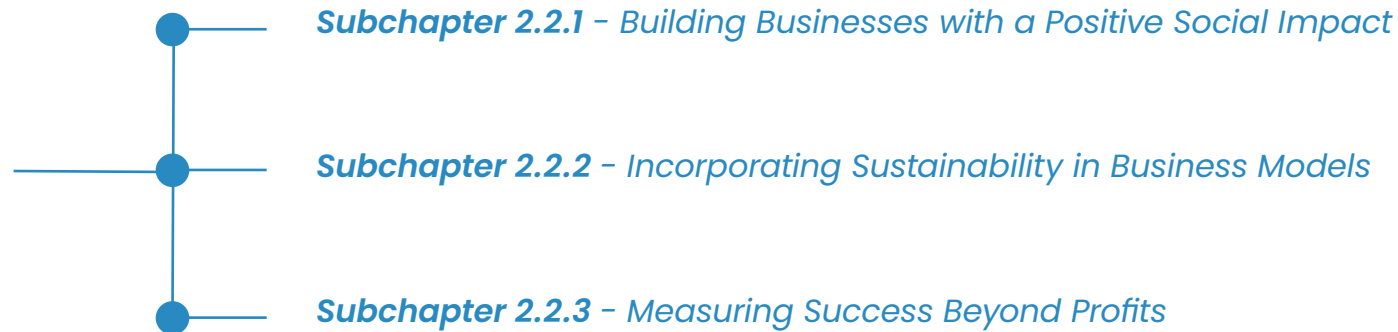 Subchapter 2.2.1 - Building Businesses with a Positive Social Impact
Subchapter 2.2.2 - Incorporating Sustainability in Business Models
Subchapter 2.2.3 - Measuring Success Beyond Profits